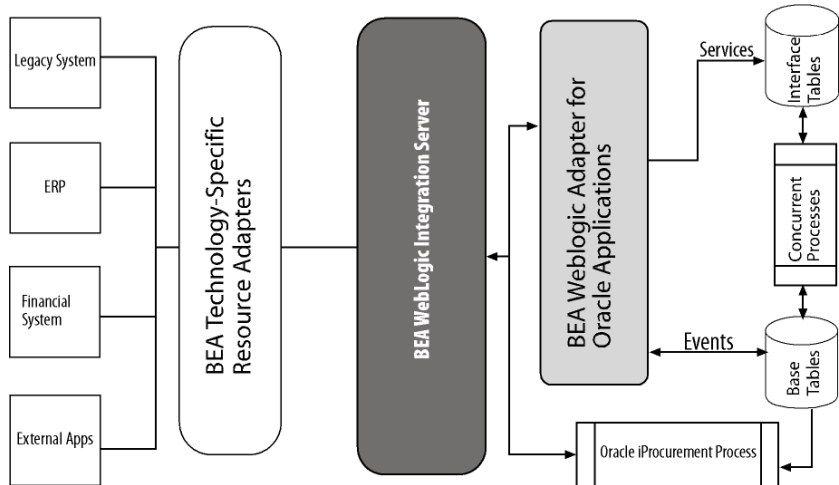 Legacy System
ERP
Financial
System
External Apps
BEA Technology-Specific
Resource Adapters
BEA WebLogic Integration Server
BEA Weblogic Adapter for
Oracle Applications
Services
Events
Interface
Tables
Concurrent
Processes
Base
Tables
Oracle iProcurement Process